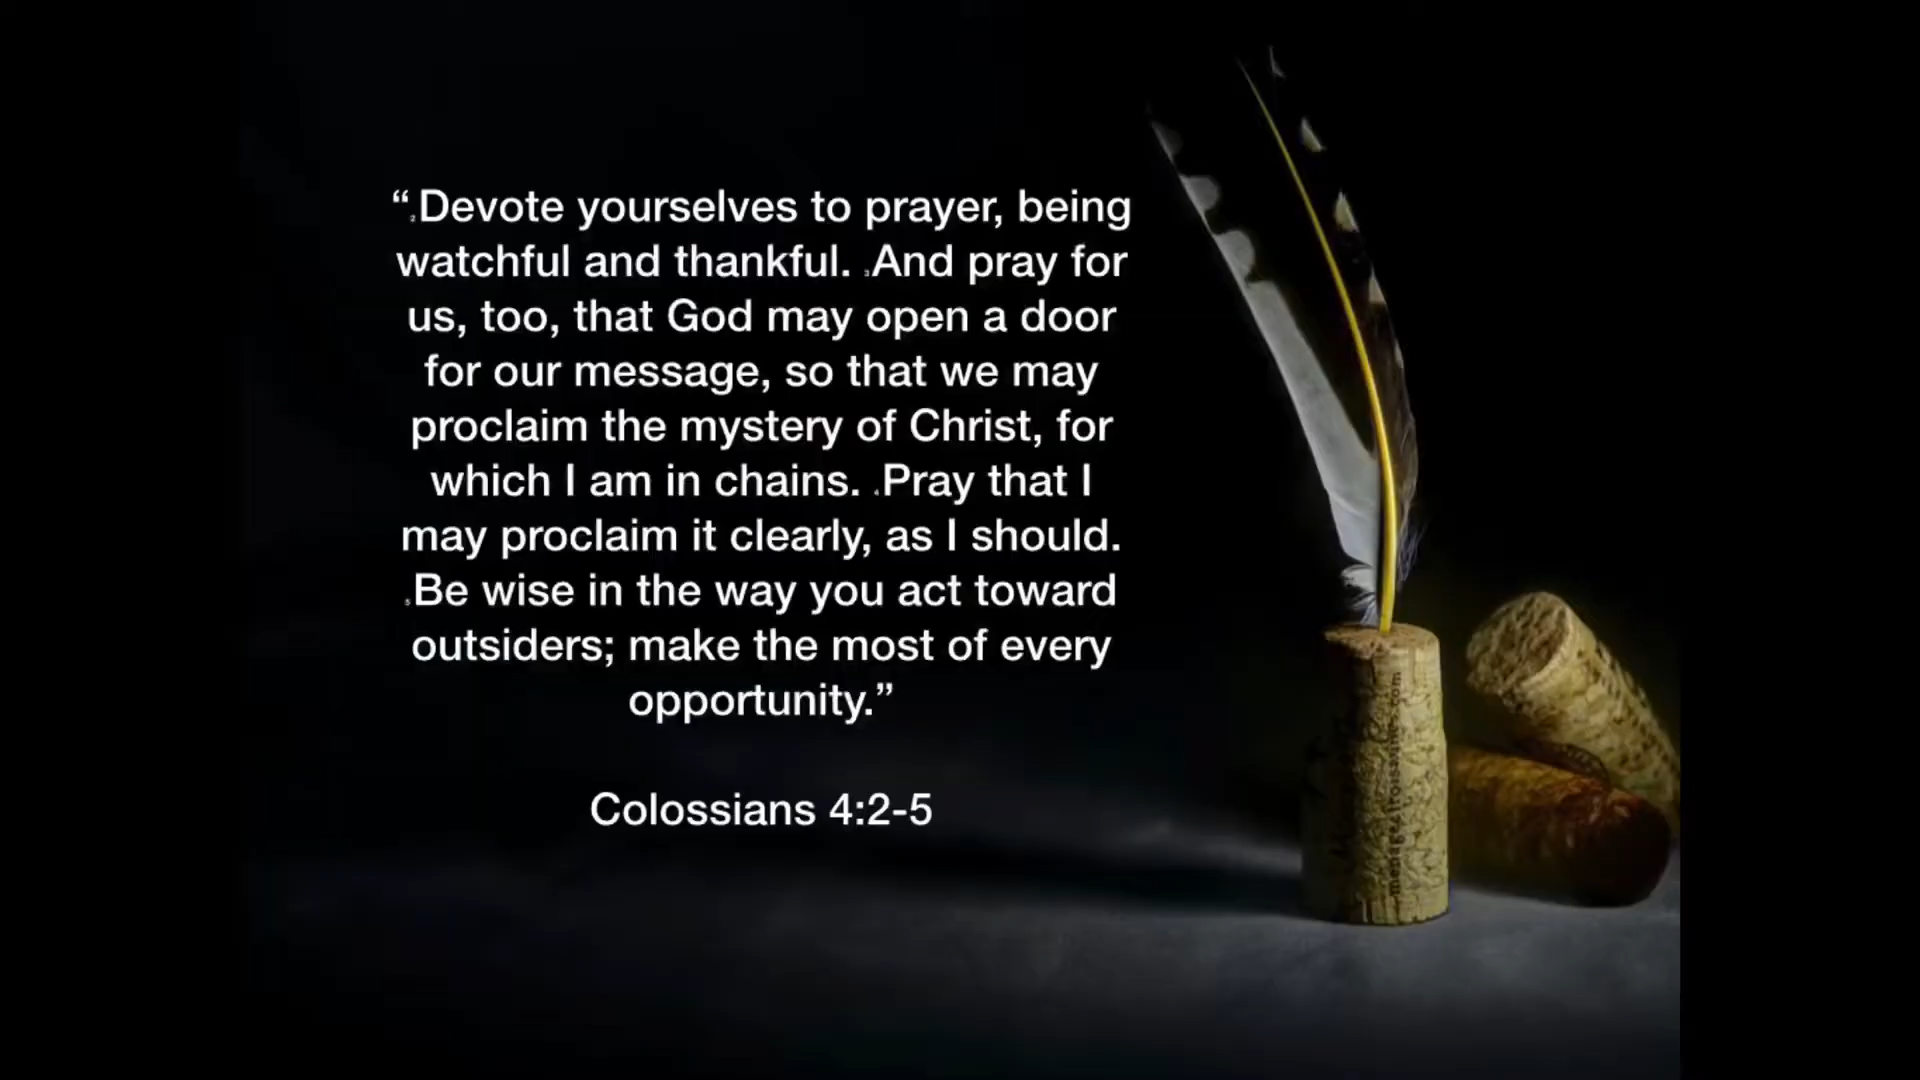 “2Devote yourselves to prayer, being
watchful and thankful. 3And pray for
us, too, that God may open a door
for our message, so that we may
proclaim the mystery of Christ, for
which I am in chains. 4Pray that I
may proclaim it clearly, as I should.
5Be wise in the way you act toward
outsiders; make the most of every
opportunity.”
Colossians 4:2-5